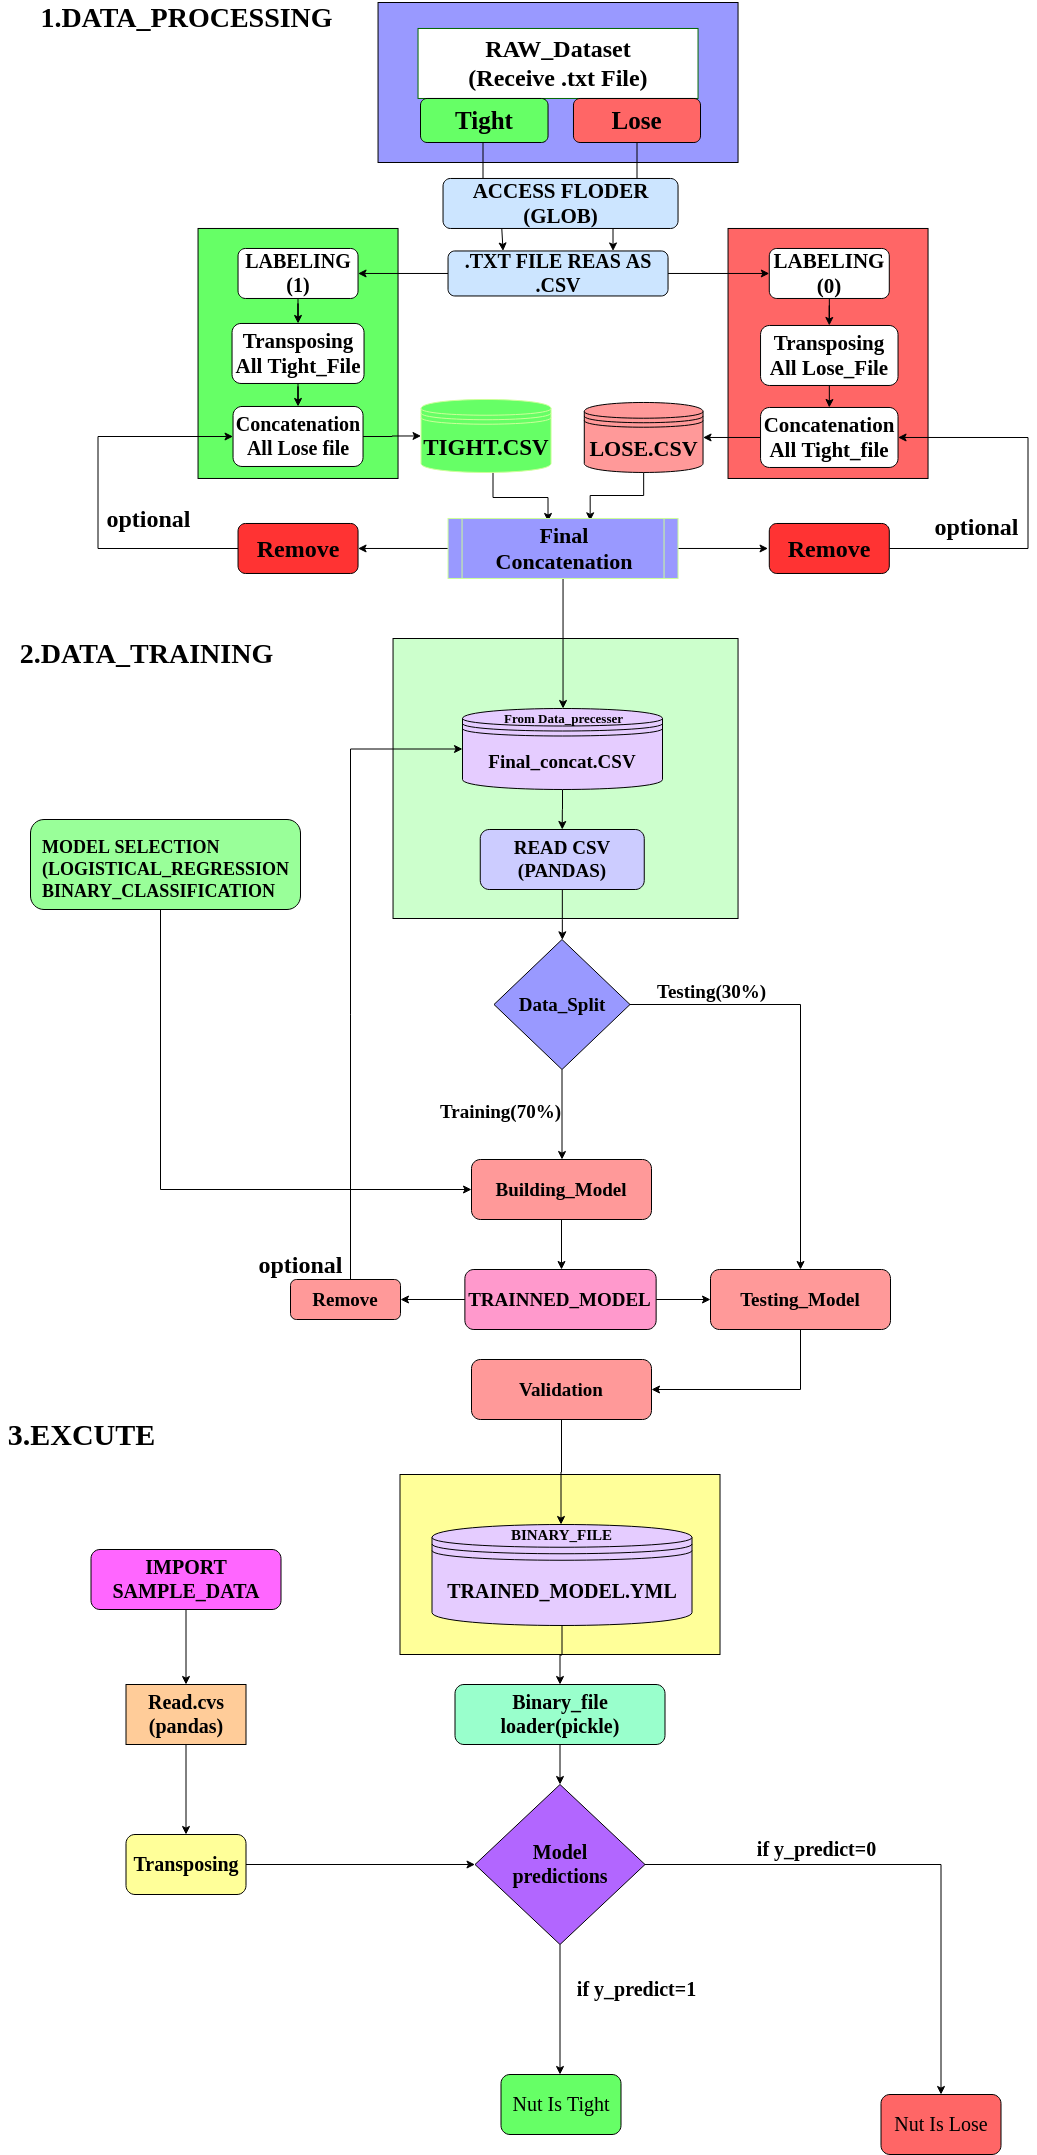 1.DATA_PROCESSING
RAW_Dataset
(Receive .txt File)
Tight
Lose
ACCESS FLODER
(GLOB)
.TXT FILE REAS AS
.CSV
LABELING
(1)
LABELING
(0)
Transposing
All Tight_File
Transposing
All Lose_File
Concatenation
All Lose file
TIGHT.CSV
LOSE.CSV
Concatenation
All Tight_file
optional
optional
Remove
Final
Concatenation
Remove
2.DATA_TRAINING
From Data_precesser
Final_concat.CSV
MODEL SELECTION
(LOGISTICAL_REGRESSION
BINARY_CLASSIFICATION
READ CSV
(PANDAS)
Data_Split
Testing(30%)
Training(70%)
Building_Model
optional
Remove
TRAINNED_MODEL
Testing_Model
Validation
3.EXCUTE
BINARY_FILE
TRAINED_MODEL.YML
IMPORT
SAMPLE_DATA
Read.cvs
(pandas)
Binary_file
loader(pickle)
Transposing
Model
predictions
if y_predict=0
if y_predict=1
Nut Is Tight
Nut Is Lose